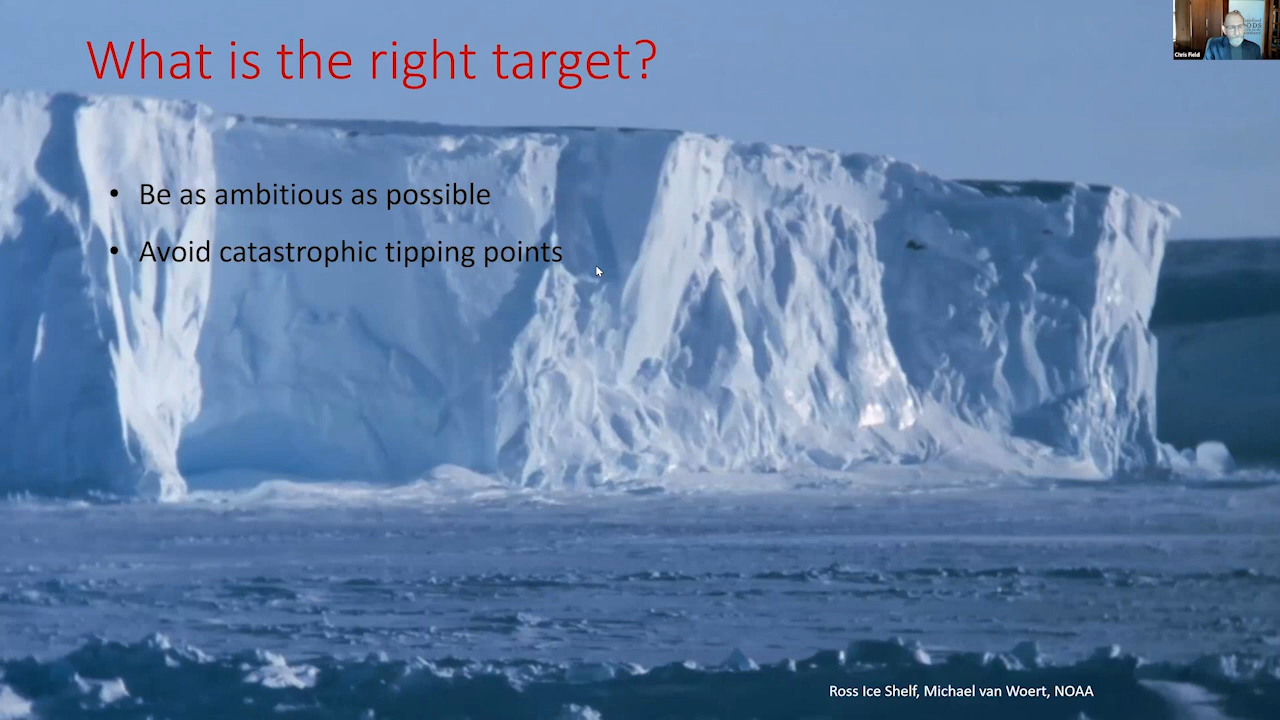 What is the right target?
• Be as ambitious as possible
• Avoid catastrophic tipping points
Chris Field
Ross Ice Shelf, Michael van Woert, NOAA